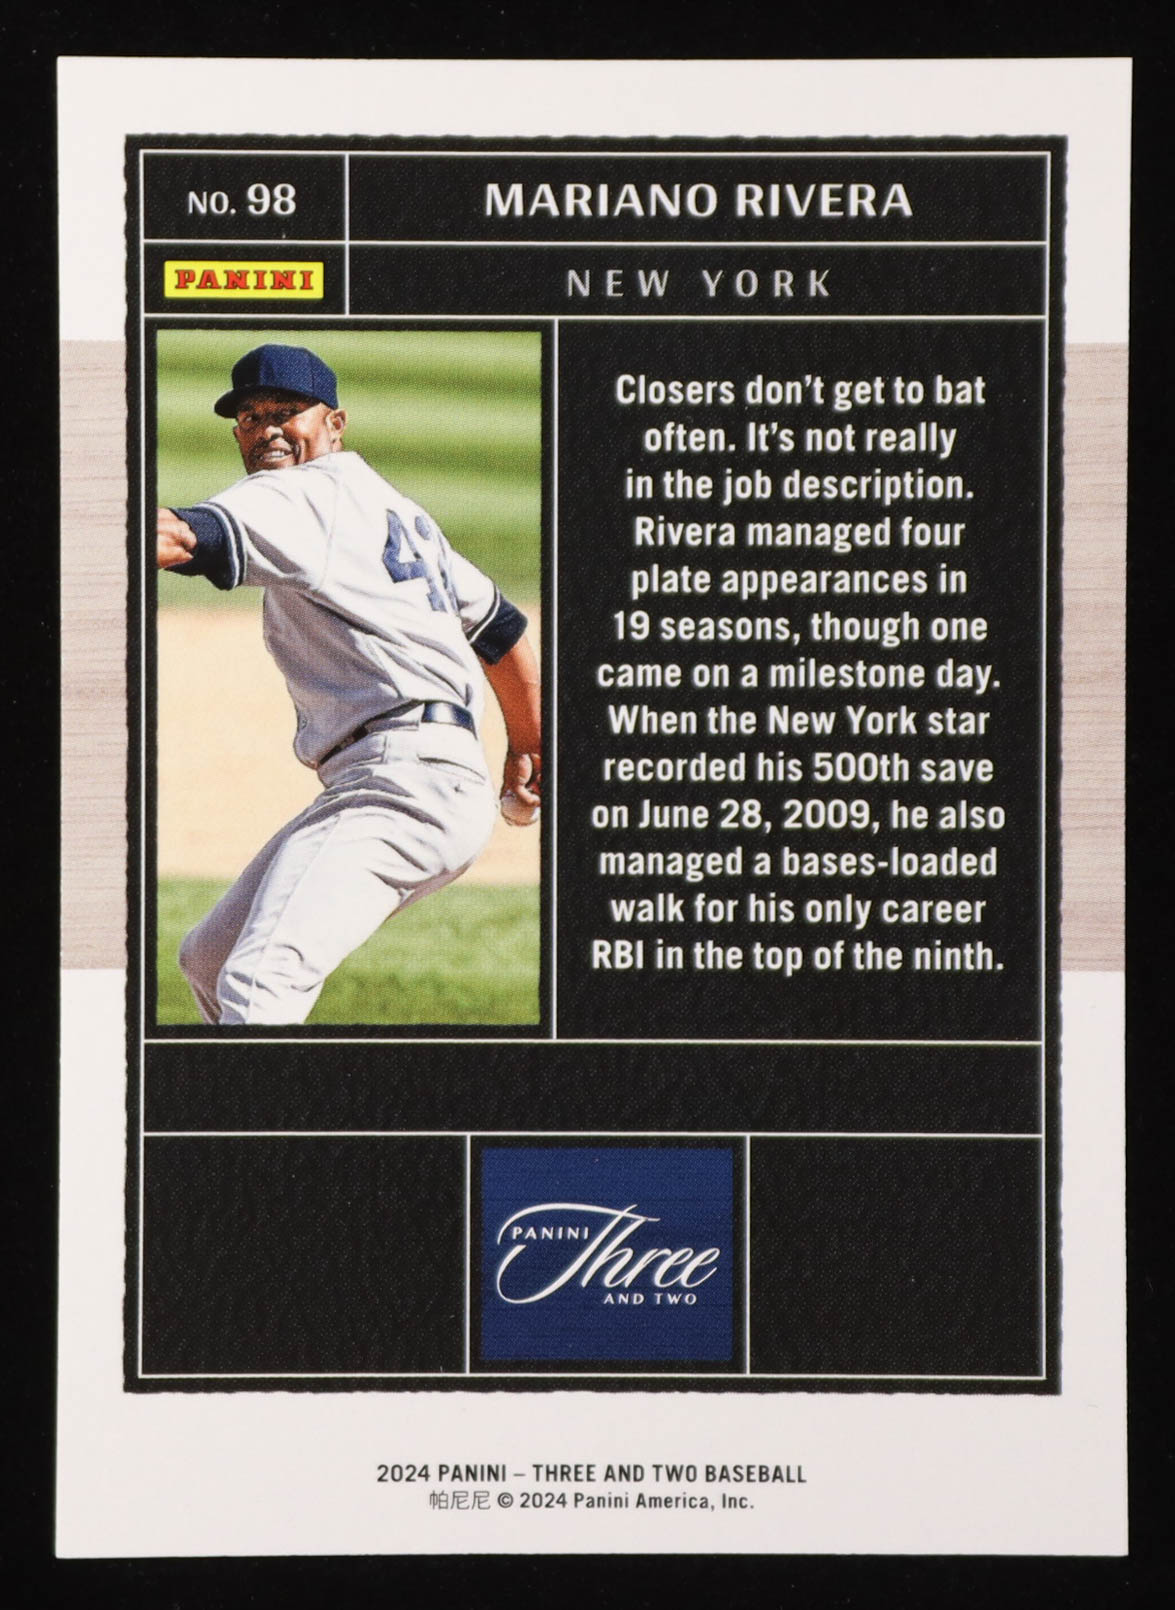 NO. 98
MARIANO RIVERA
PANINI
NEW YORK
42
Closers don't get to bat
often. It's not really
in the job description.
Rivera managed four
plate appearances in
19 seasons, though one
came on a milestone day.
When the New York star
recorded his 500th save
on June 28, 2009, he also
managed a bases-loaded
walk for his only career
RBI in the top of the ninth.
PANINI
Three
AND TWO
2024 PANINI – THREE AND TWO BASEBALL
帕尼尼 © 2024 Panini America, Inc.